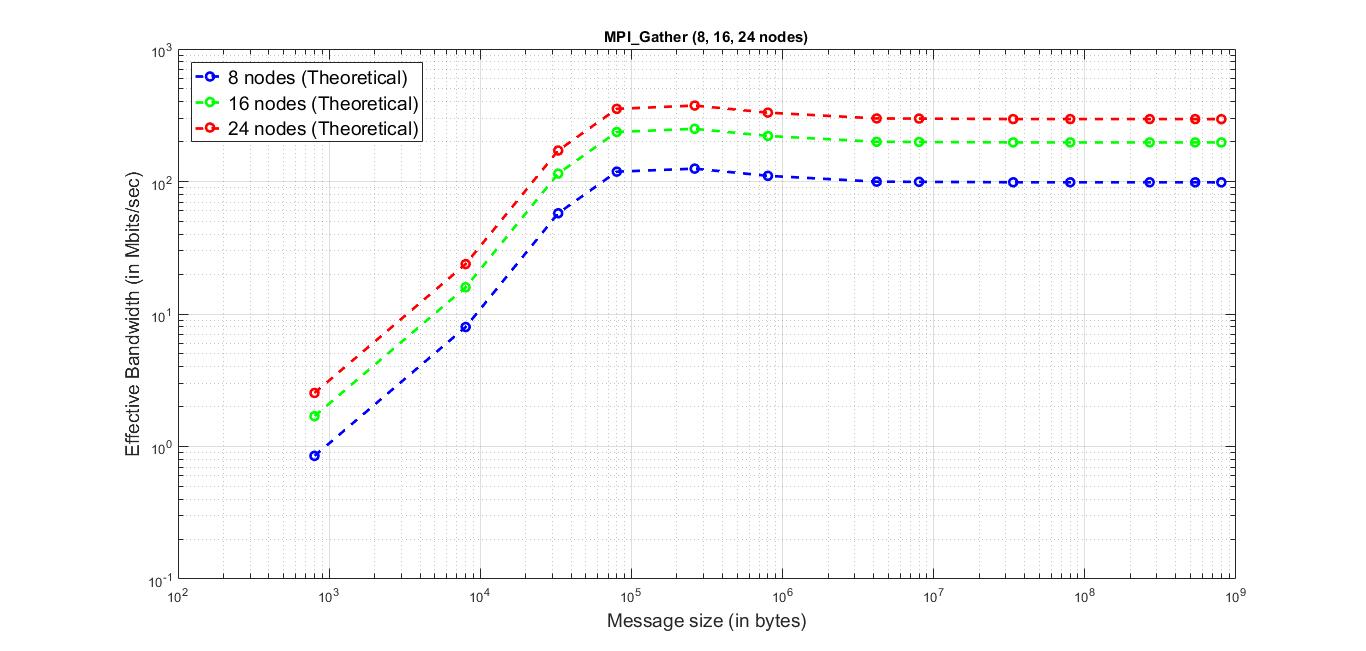 MPI_Gather (8, 16, 24 nodes)
8 nodes (Theoretical)
16 nodes (Theoretical)
24 nodes (Theoretical)
Effective Bandwidth (in Mbits/sec)
10^3
10^2
10^1
10^0
10^-1
10^2 10^3 10^4 10^5 10^6 10^7 10^8 10^9
Message size (in bytes)